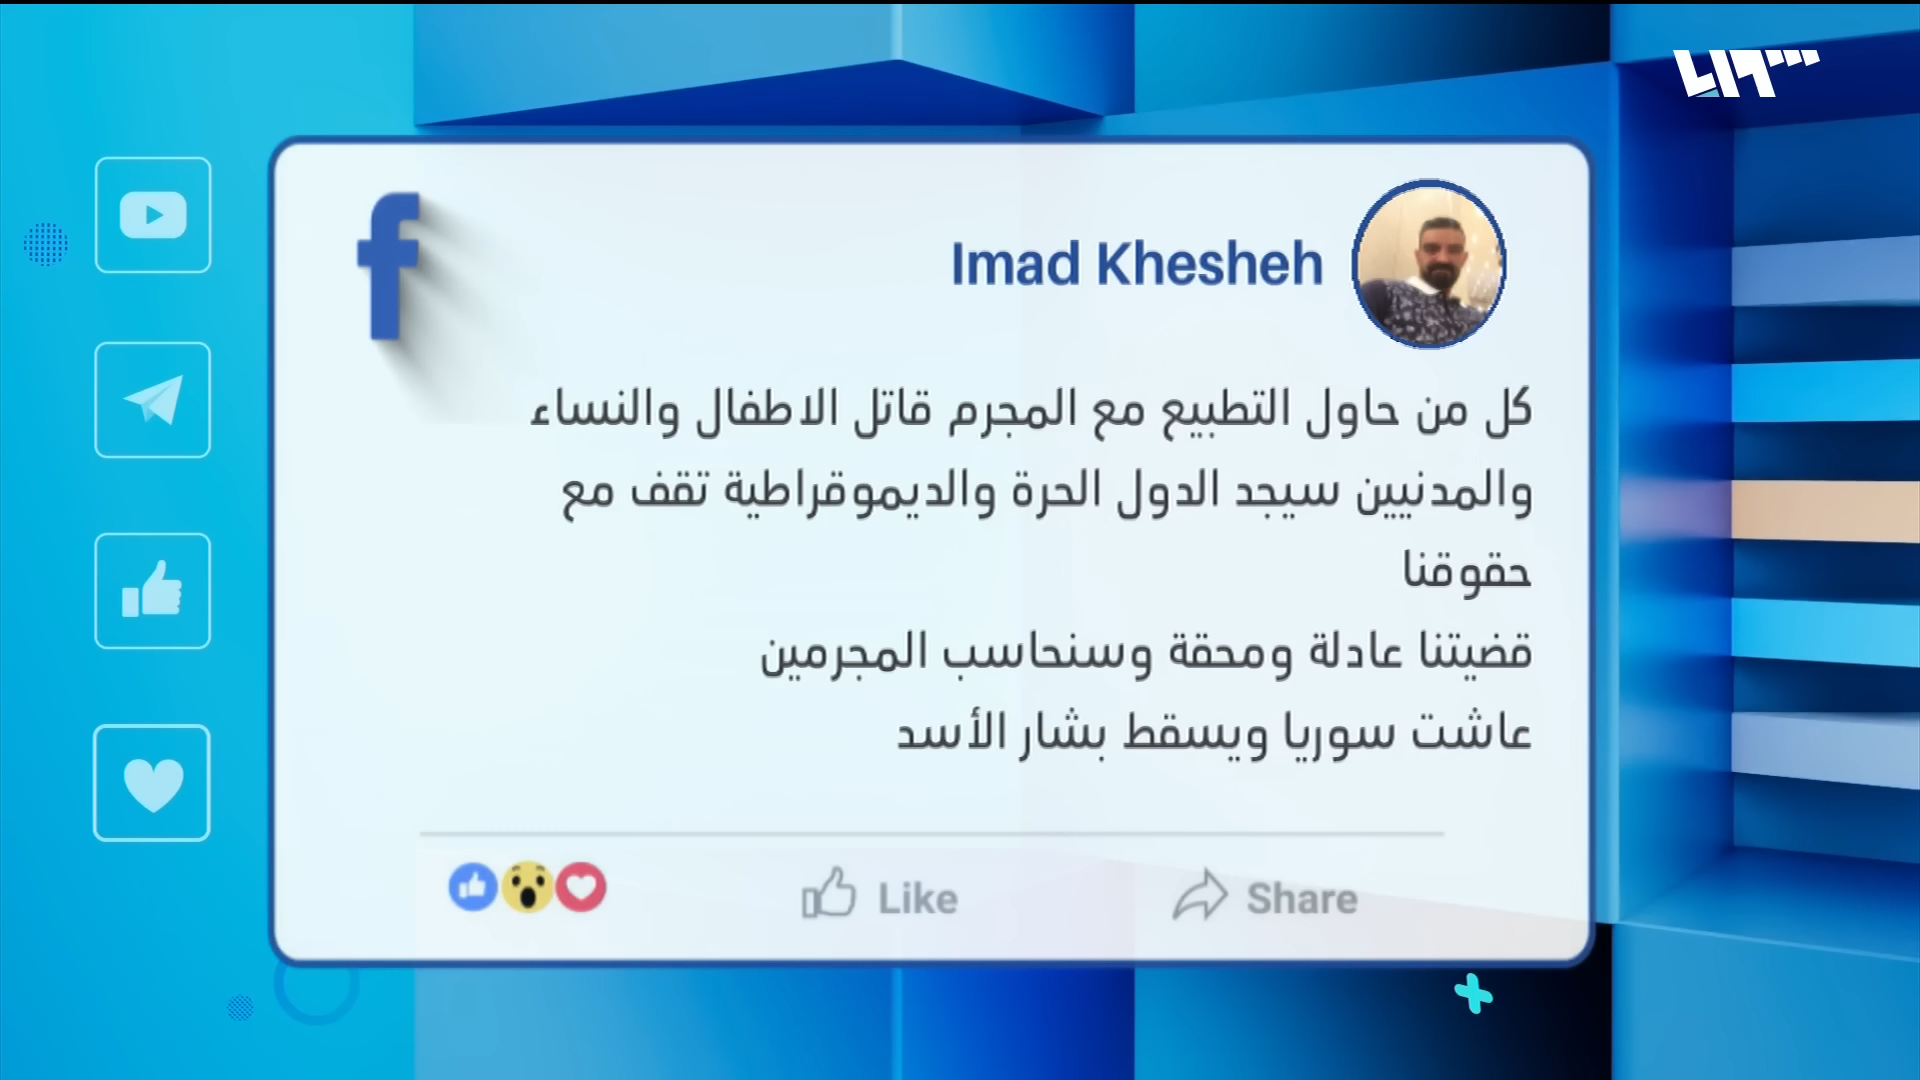 Imad Khesheh
كل من حاول التطبيع مع المجرم قاتل الاطفال والنساء
والمدنيين سيجد الدول الحرة والديموقراطية تقف مع
حقوقنا
قضيتنا عادلة ومحقة وسنحاسب المجرمين
عاشت سوريا ويسقط بشار الأسد
Like
Share